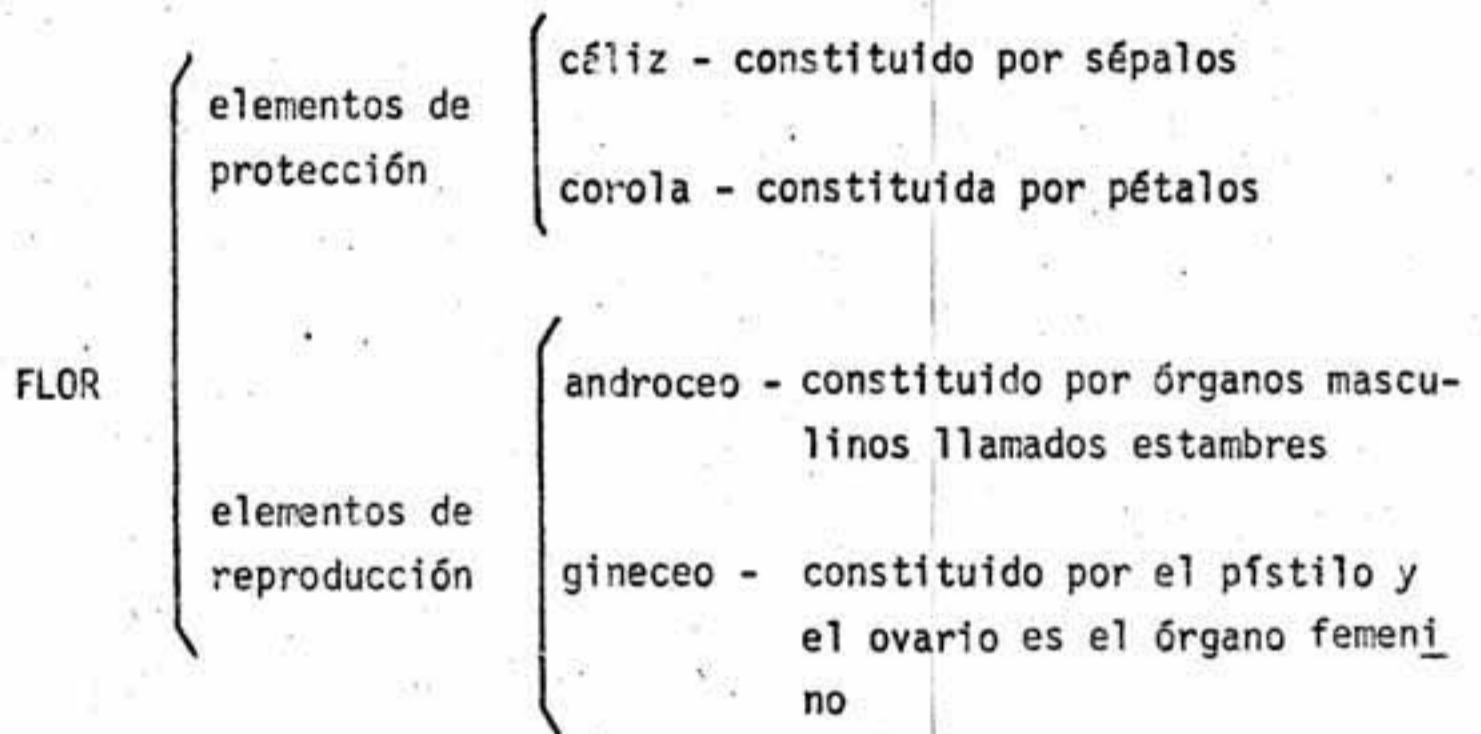 FLOR
elementos de
protección
cáliz - constituido por sépalos
corola - constituida por pétalos
elementos de
reproducción
androceo - constituido por órganos mascu-
linos llamados estambres
gineceo - constituido por el pístilo y
el ovario es el órgano femeni
no